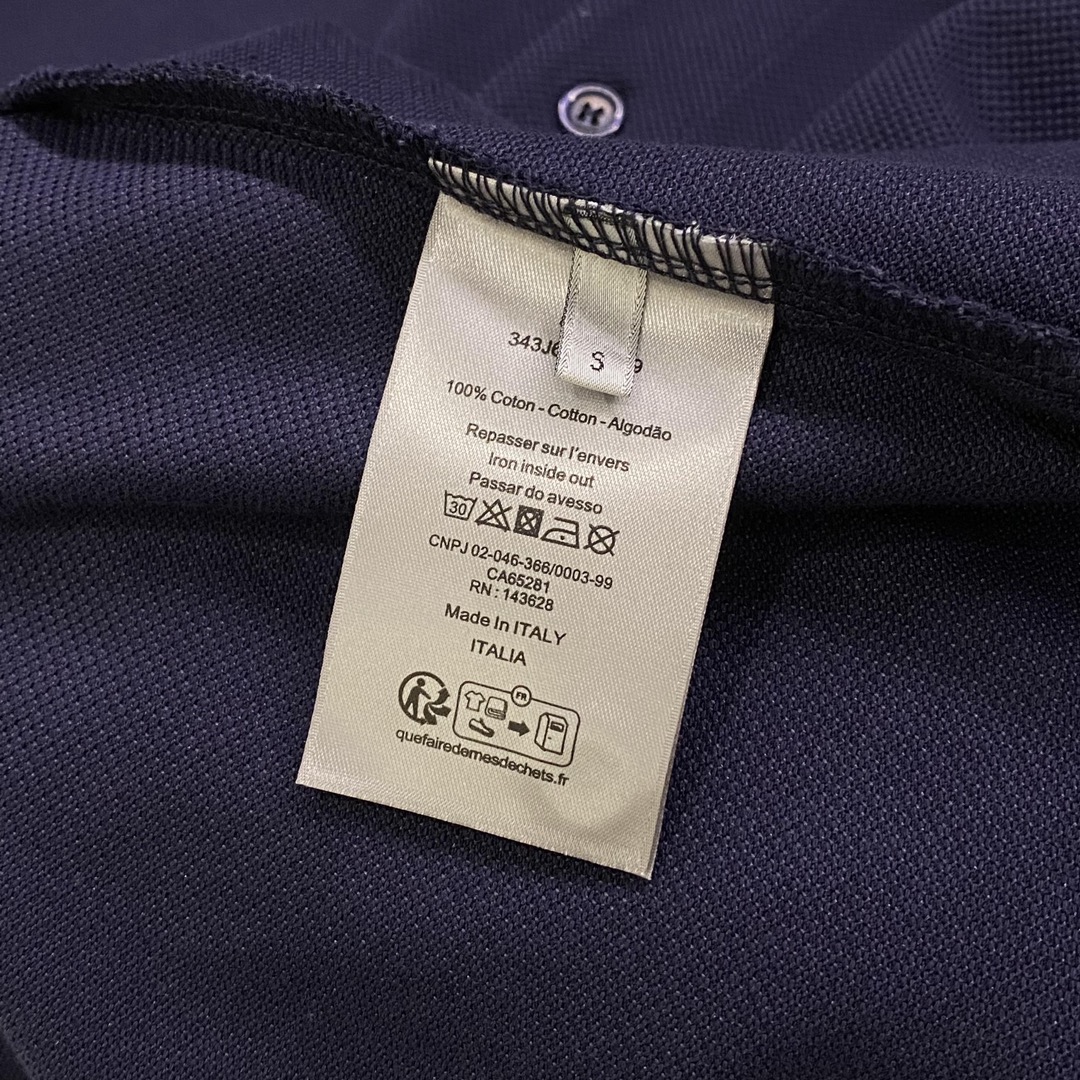 S
100% Coton - Cotton - Algodão
Repasser sur l'envers
Iron inside out
Passar do avesso
30
CNPJ 02-046-366/0003-99
CA65281
RN : 143628
Made In ITALY
ITALIA
FR
quefairedemesdechets.fr